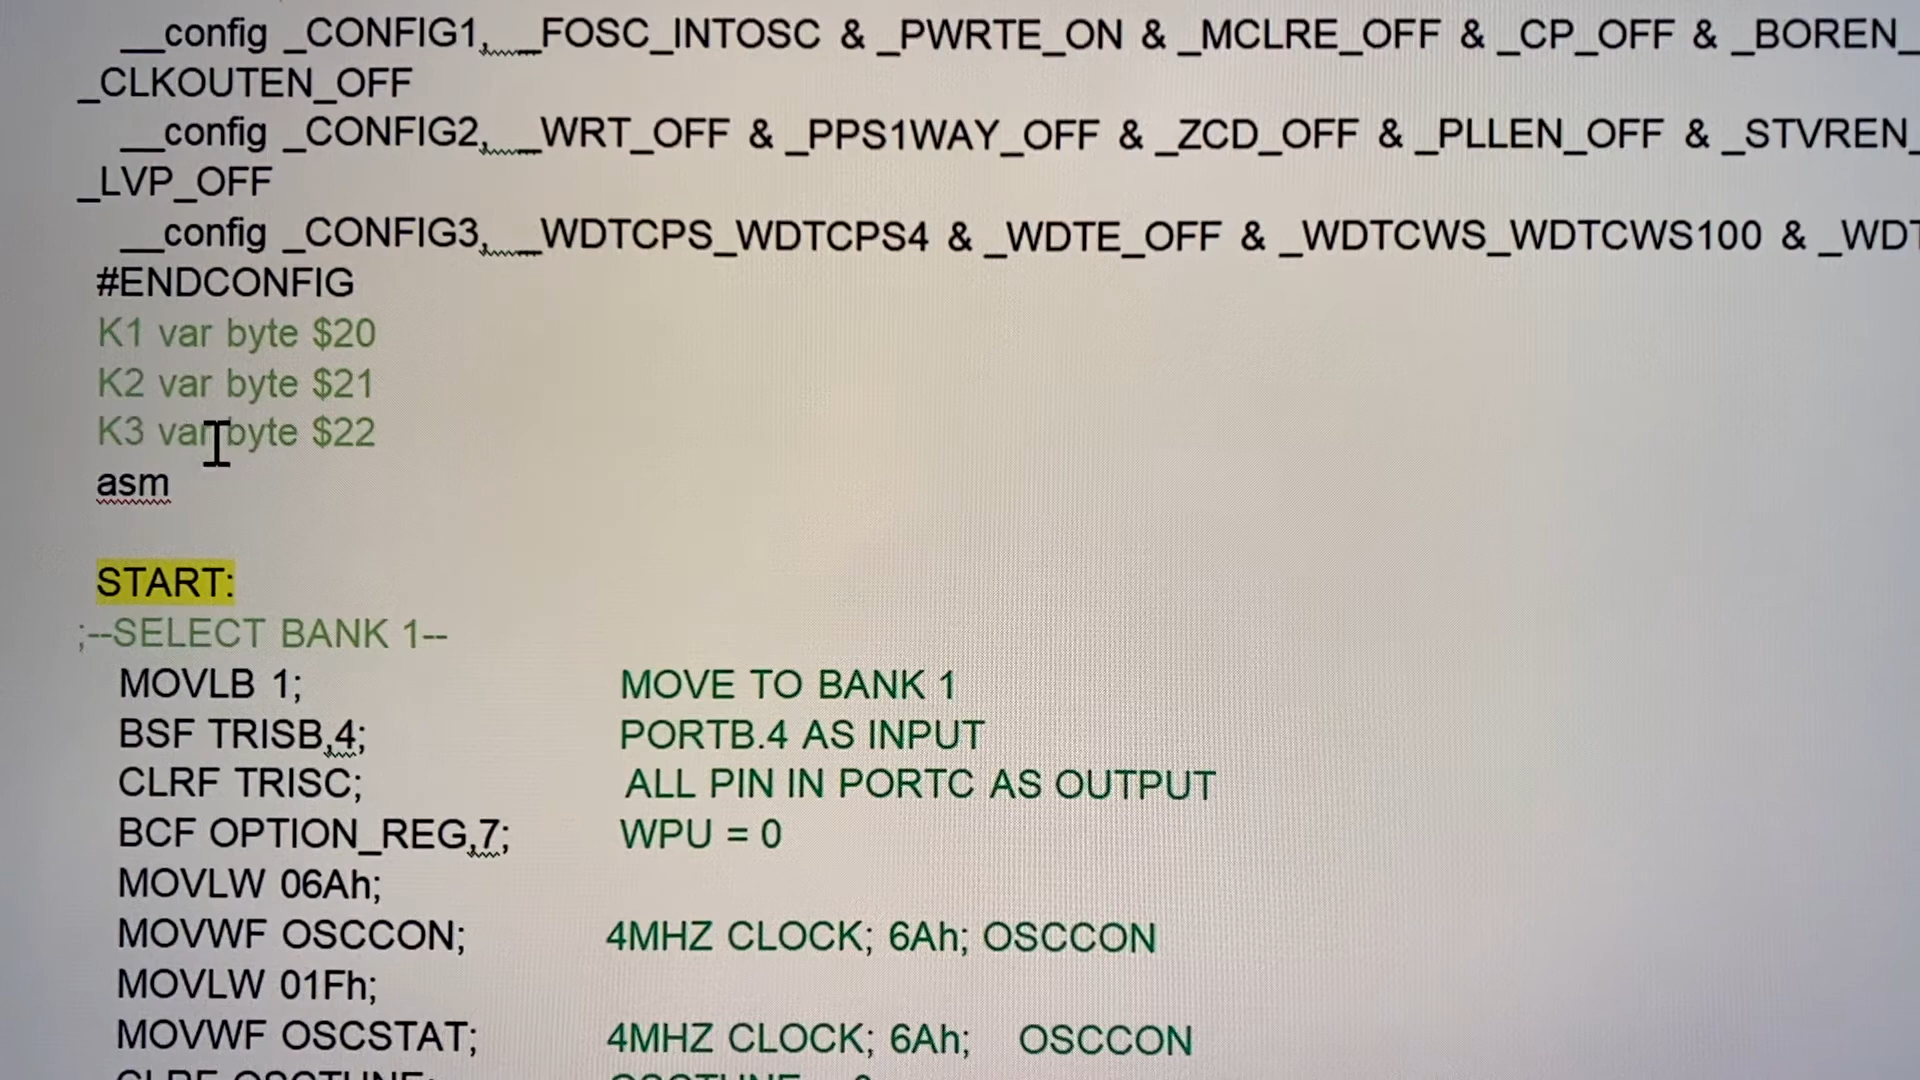 __config _CONFIG1, _FOSC_INTOSC & _PWRTE_ON & _MCLRE_OFF & _CP_OFF & _BOREN_
_CLKOUTEN_OFF
__config _CONFIG2, _WRT_OFF & _PPS1WAY_OFF & _ZCD_OFF & _PLLEN_OFF & _STVREN_
_LVP_OFF
__config _CONFIG3, _WDTCPS_WDTCPS4 & _WDTE_OFF & _WDTCWS_WDTCWS100 & _WDT
#ENDCONFIG
K1 var byte $20
K2 var byte $21
K3 var byte $22
asm
START:
;--SELECT BANK 1--
MOVLB 1; MOVE TO BANK 1
BSF TRISB,4; PORTB.4 AS INPUT
CLRF TRISC; ALL PIN IN PORTC AS OUTPUT
BCF OPTION_REG,7; WPU = 0
MOVLW 06Ah;
MOVWF OSCCON; 4MHZ CLOCK; 6Ah; OSCCON
MOVLW 01Fh;
MOVWF OSCSTAT; 4MHZ CLOCK; 6Ah; OSCCON